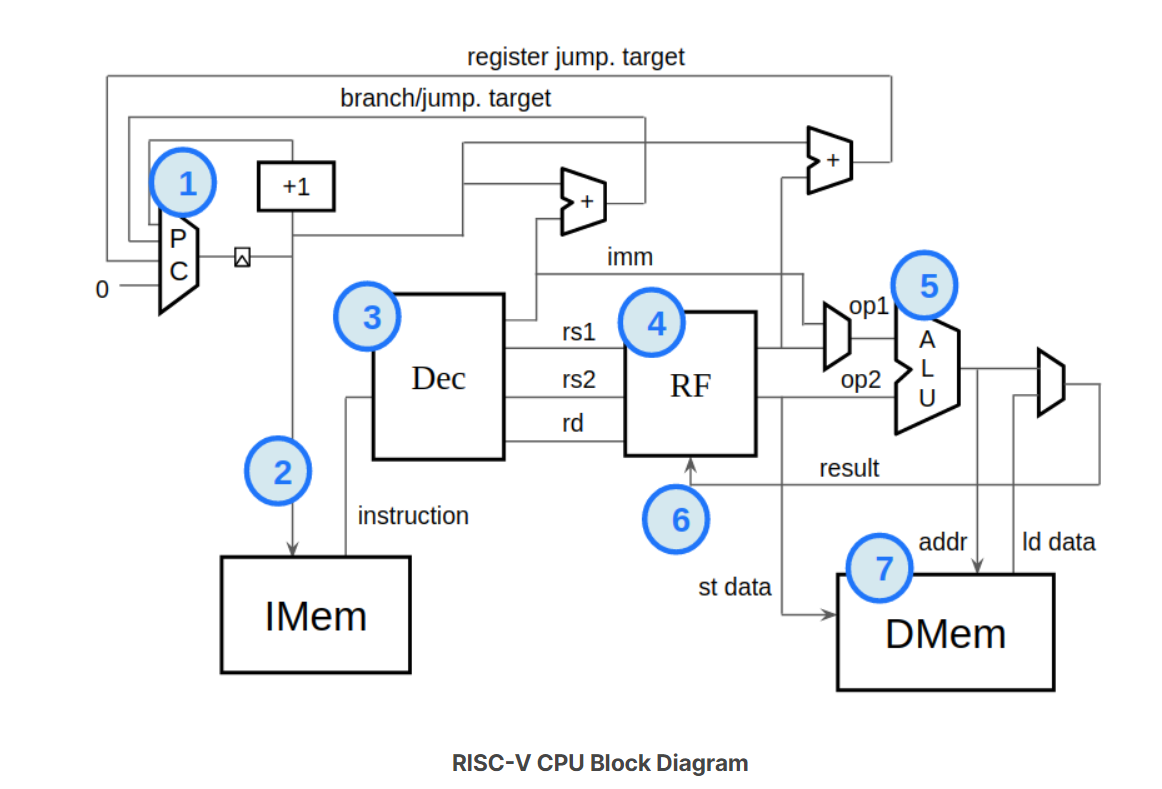 register jump. target
branch/jump. target
1
+1
+
+
P
C
0
imm
3
4
5
op1
rs1
Dec
rs2
RF
op2
A
L
U
rd
2
result
6
instruction
addr
ld data
7
st data
IMem
DMem
RISC-V CPU Block Diagram